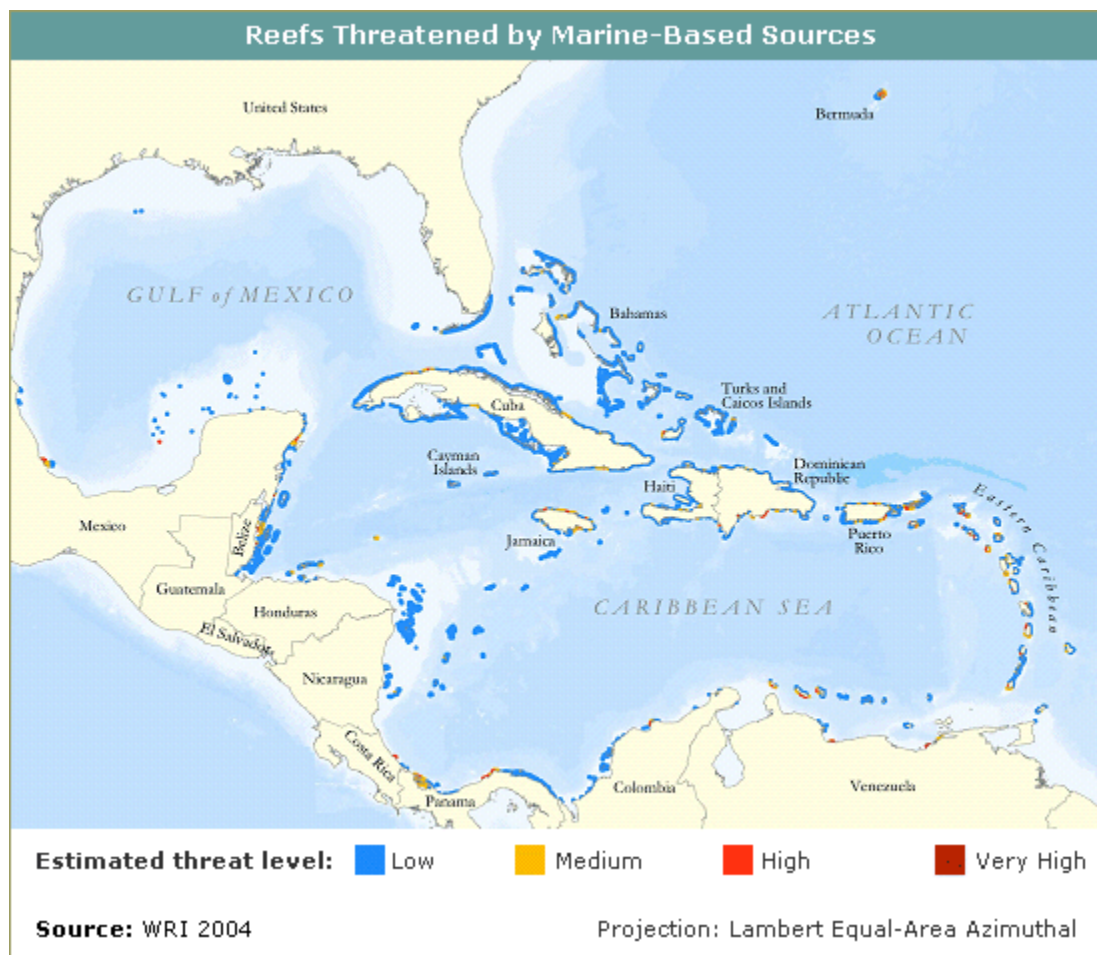 Reefs Threatened by Marine-Based Sources
United States
Bermuda
GULF of MEXICO
Bahamas
ATLANTIC
OCEAN
Turks and
Caicos Islands
Cuba
Cayman
Islands
Dominican
Republic
Haiti
Eastern Caribbean
Mexico
Belize
Jamaica
Puerto
Rico
Guatemala
Honduras
CARIBBEAN SEA
El Salvador
Nicaragua
Costa Rica
Panama
Colombia
Venezuela
Estimated threat level: Low Medium High Very High
Source: WRI 2004 Projection: Lambert Equal-Area Azimuthal